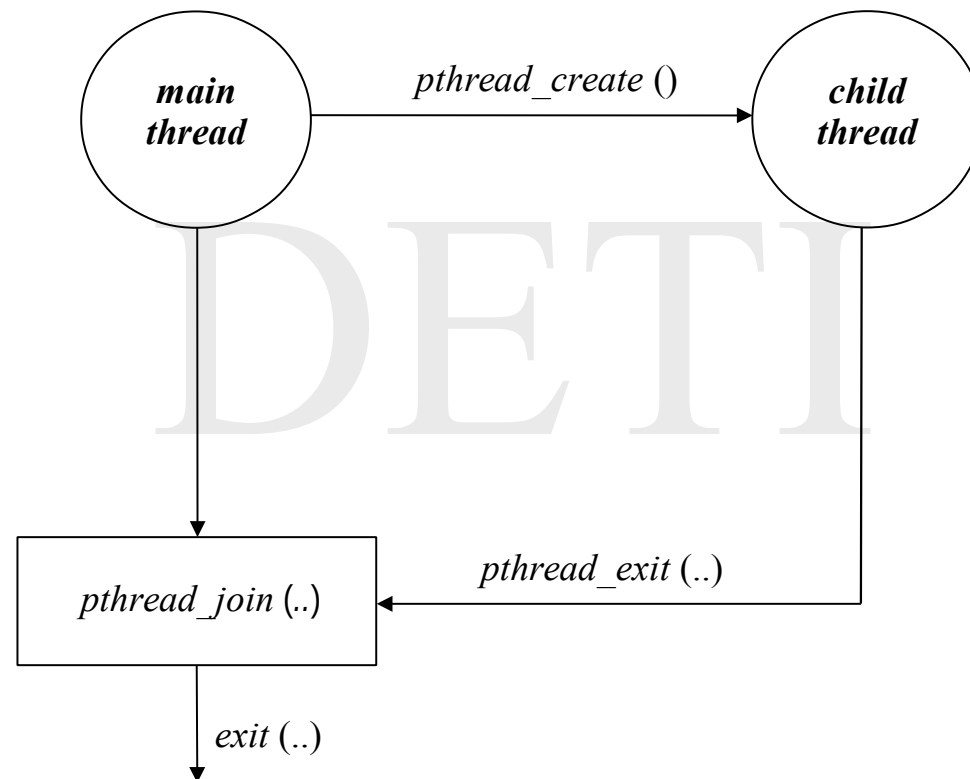 main
thread
pthread_create ()
child
thread
DETI
pthread_exit (..)
pthread_join (..)
exit (..)